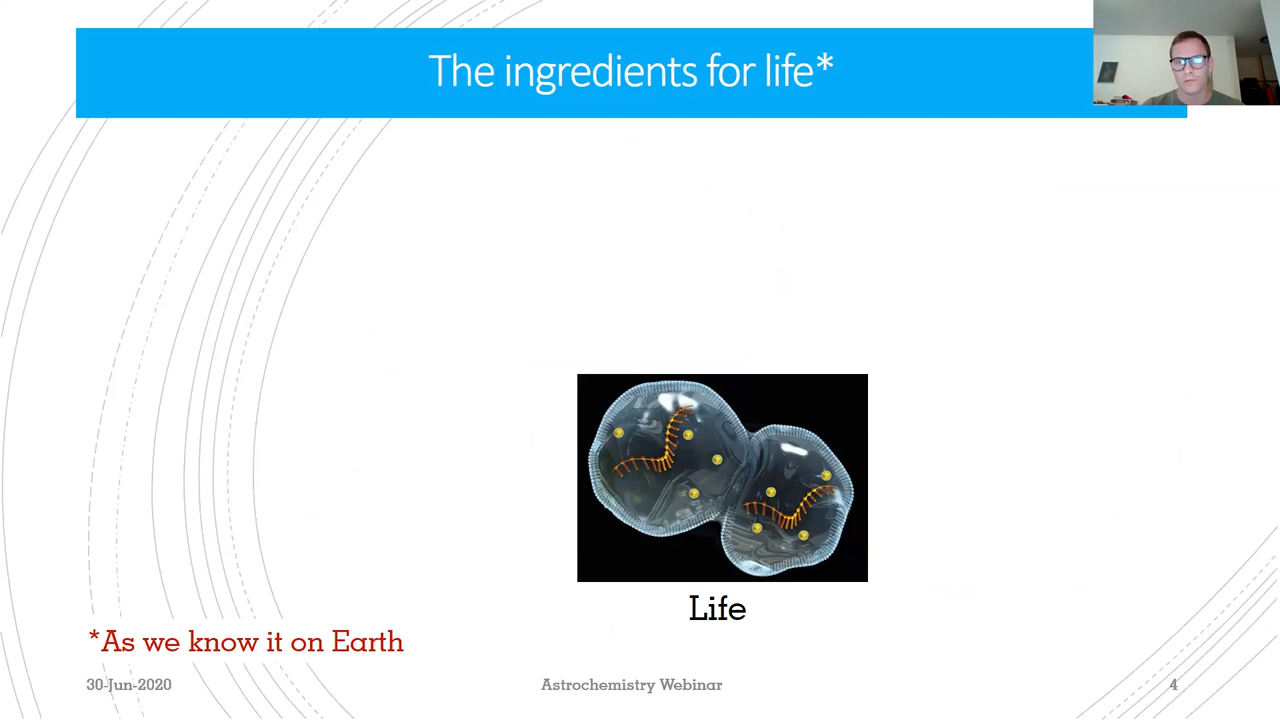 The ingredients for life*
Life
*As we know it on Earth
30-Jun-2020
Astrochemistry Webinar
4